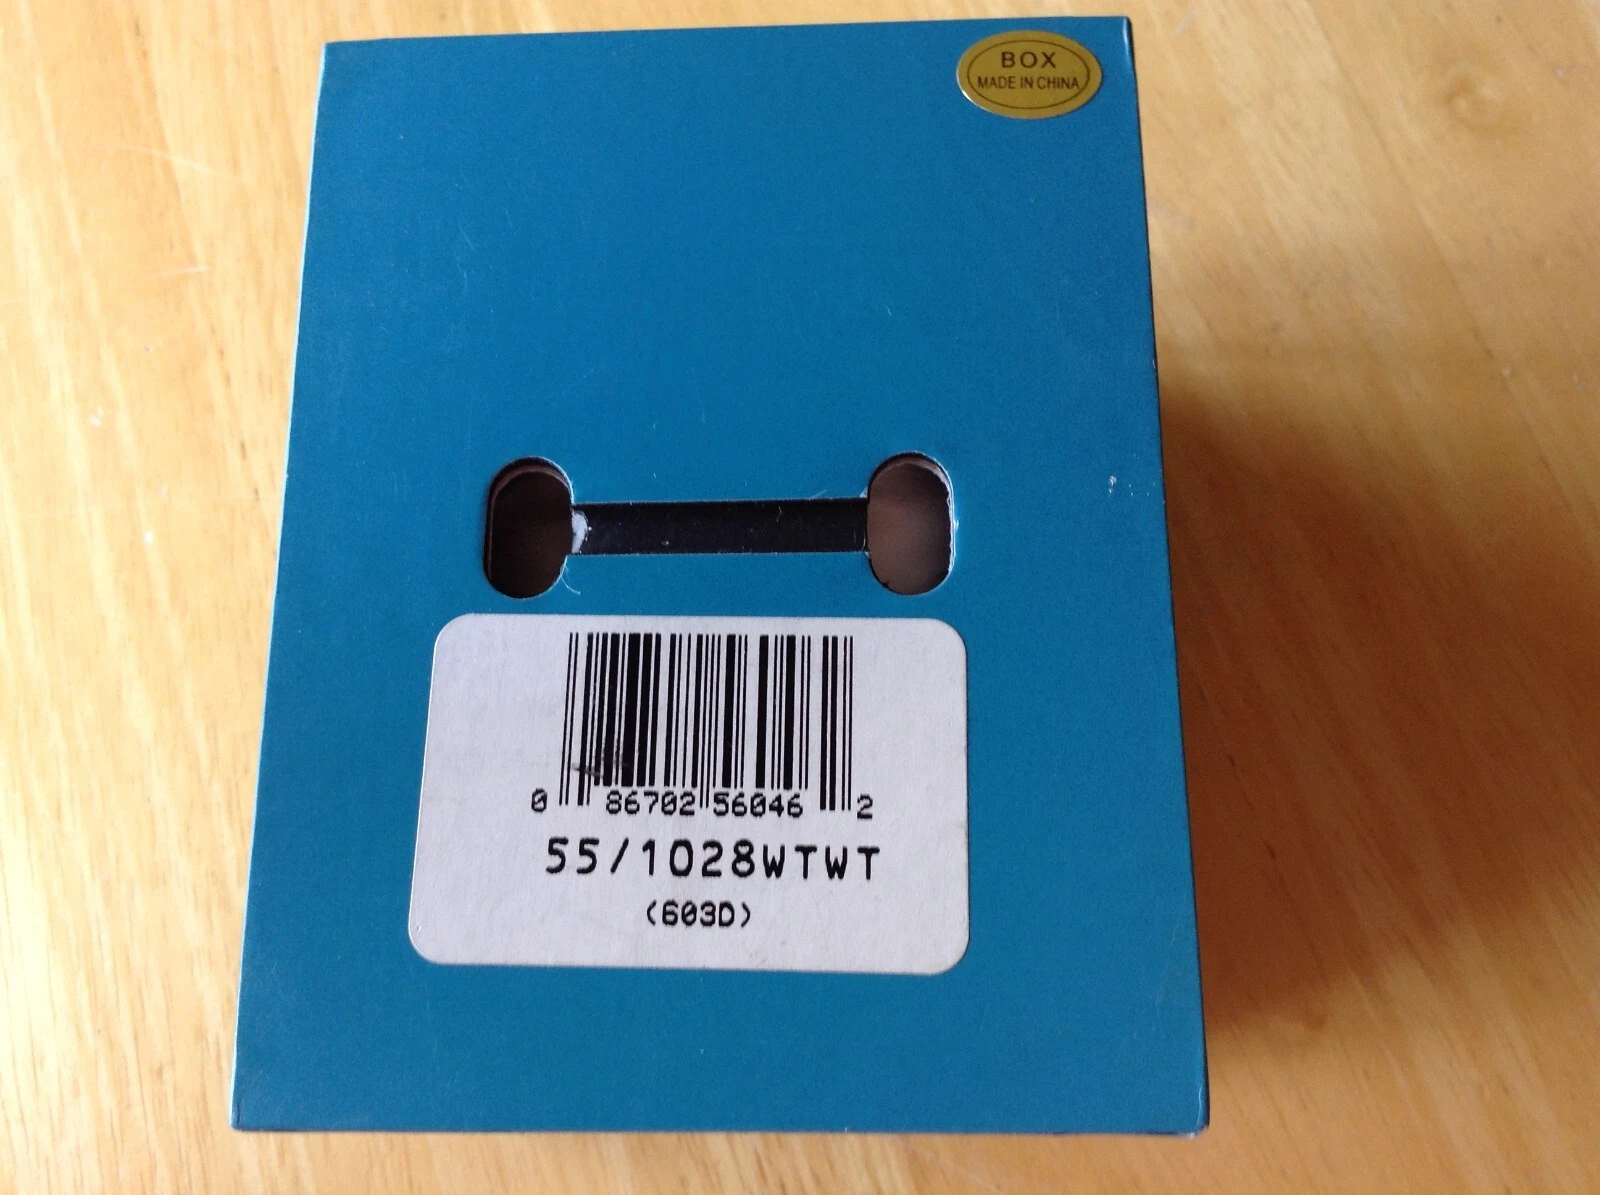 BOX
MADE IN CHINA
0 86702 56046 2
55/1028WTWT
(603D)